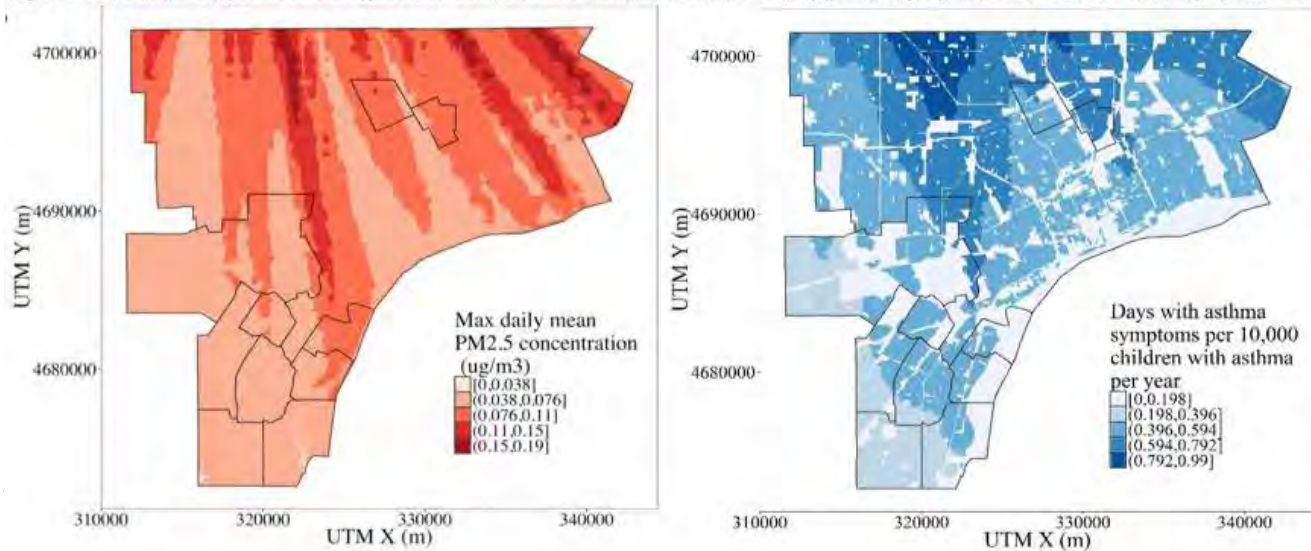 4700000
4690000
4680000
UTM Y (m)
310000 320000 330000 340000
UTM X (m)
Max daily mean
PM2.5 concentration
(ug/m3)
[0,0.038]
(0.038,0.076]
(0.076,0.11]
(0.11,0.15]
(0.15,0.19]
4700000
4690000
4680000
UTM Y (m)
310000 320000 330000 340000
UTM X (m)
Days with asthma
symptoms per 10,000
children with asthma
per year
[0,0.198]
(0.198,0.396]
(0.396,0.594]
(0.594,0.792]
(0.792,0.99]